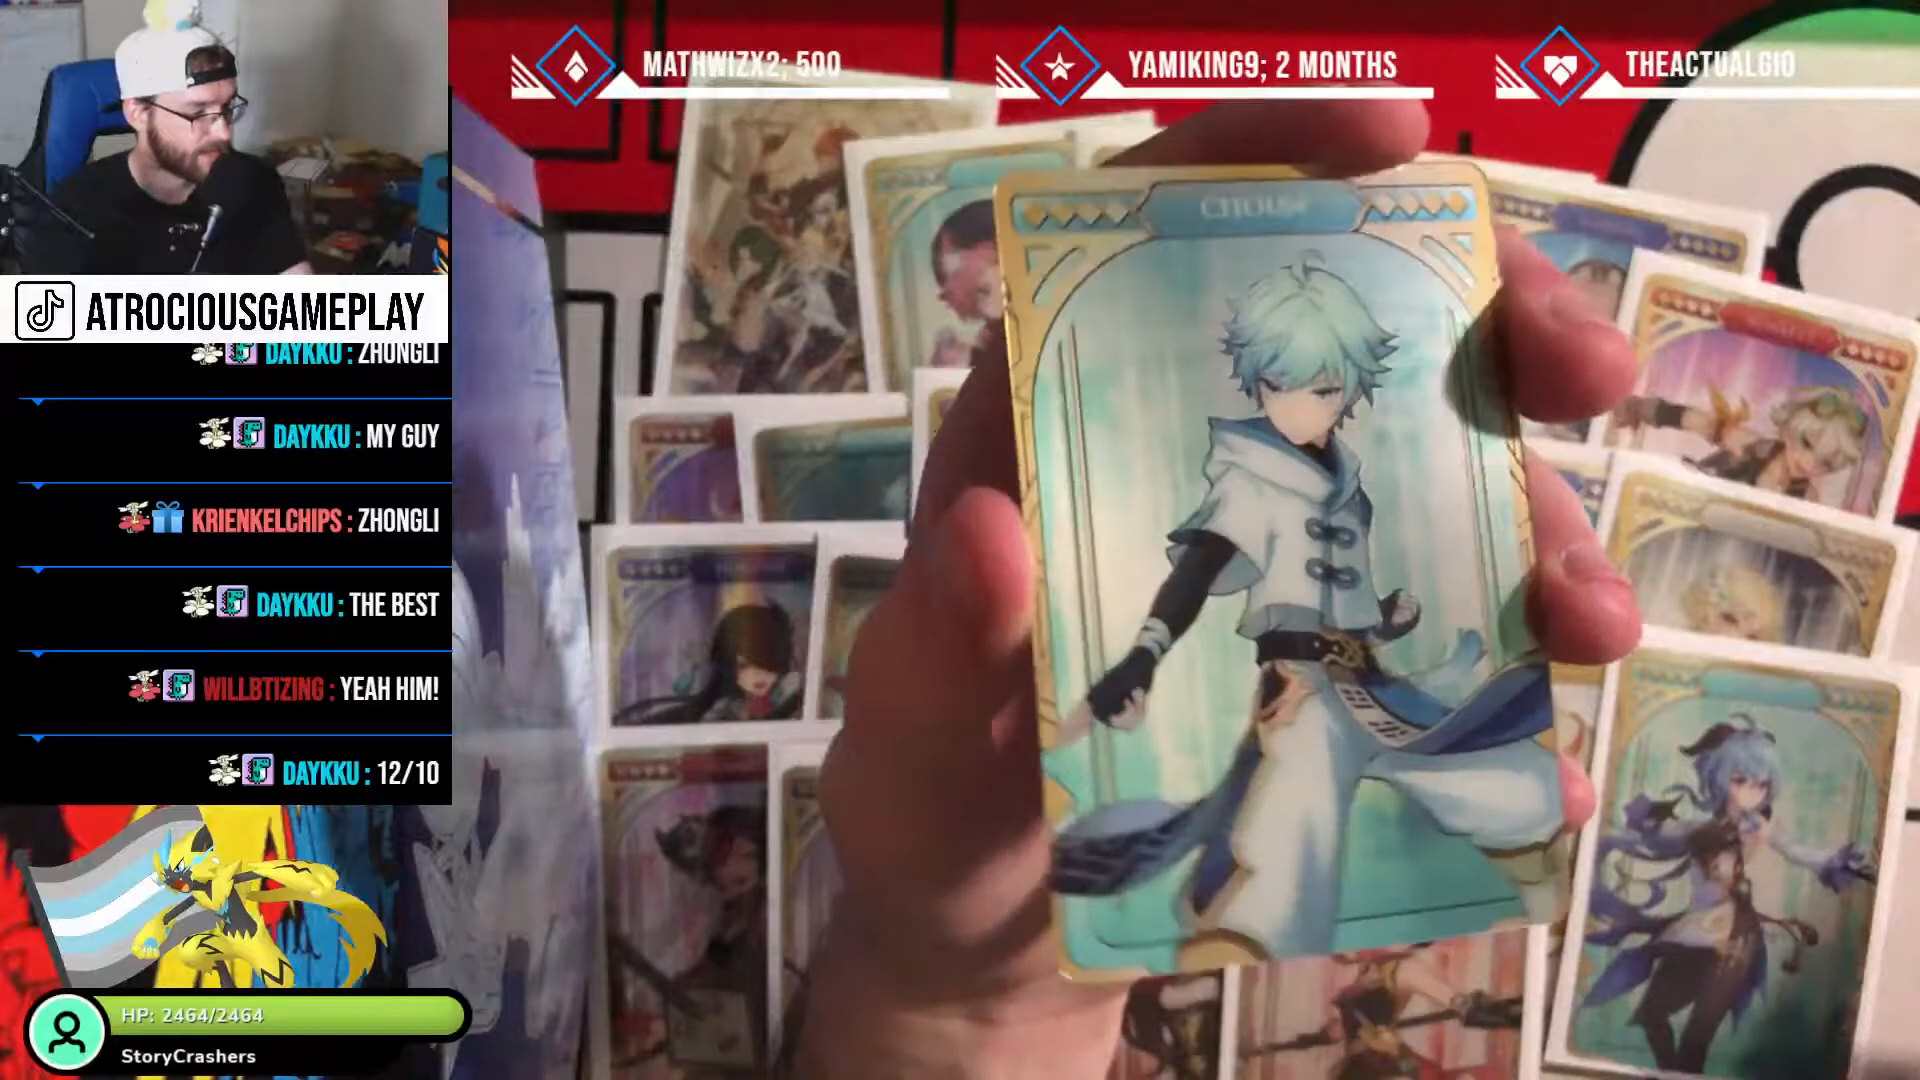 MATHWIZX2; 500
YAMIKING9; 2 MONTHS
THEACTUALGIO
ATROCIOUSGAMEPLAY
DAYKKU : ZHONGLI
DAYKKU : MY GUY
KRIENKELCHIPS : ZHONGLI
DAYKKU : THE BEST
WILLBTIZING : YEAH HIM!
DAYKKU : 12/10
HP: 2464/2464
StoryCrashers